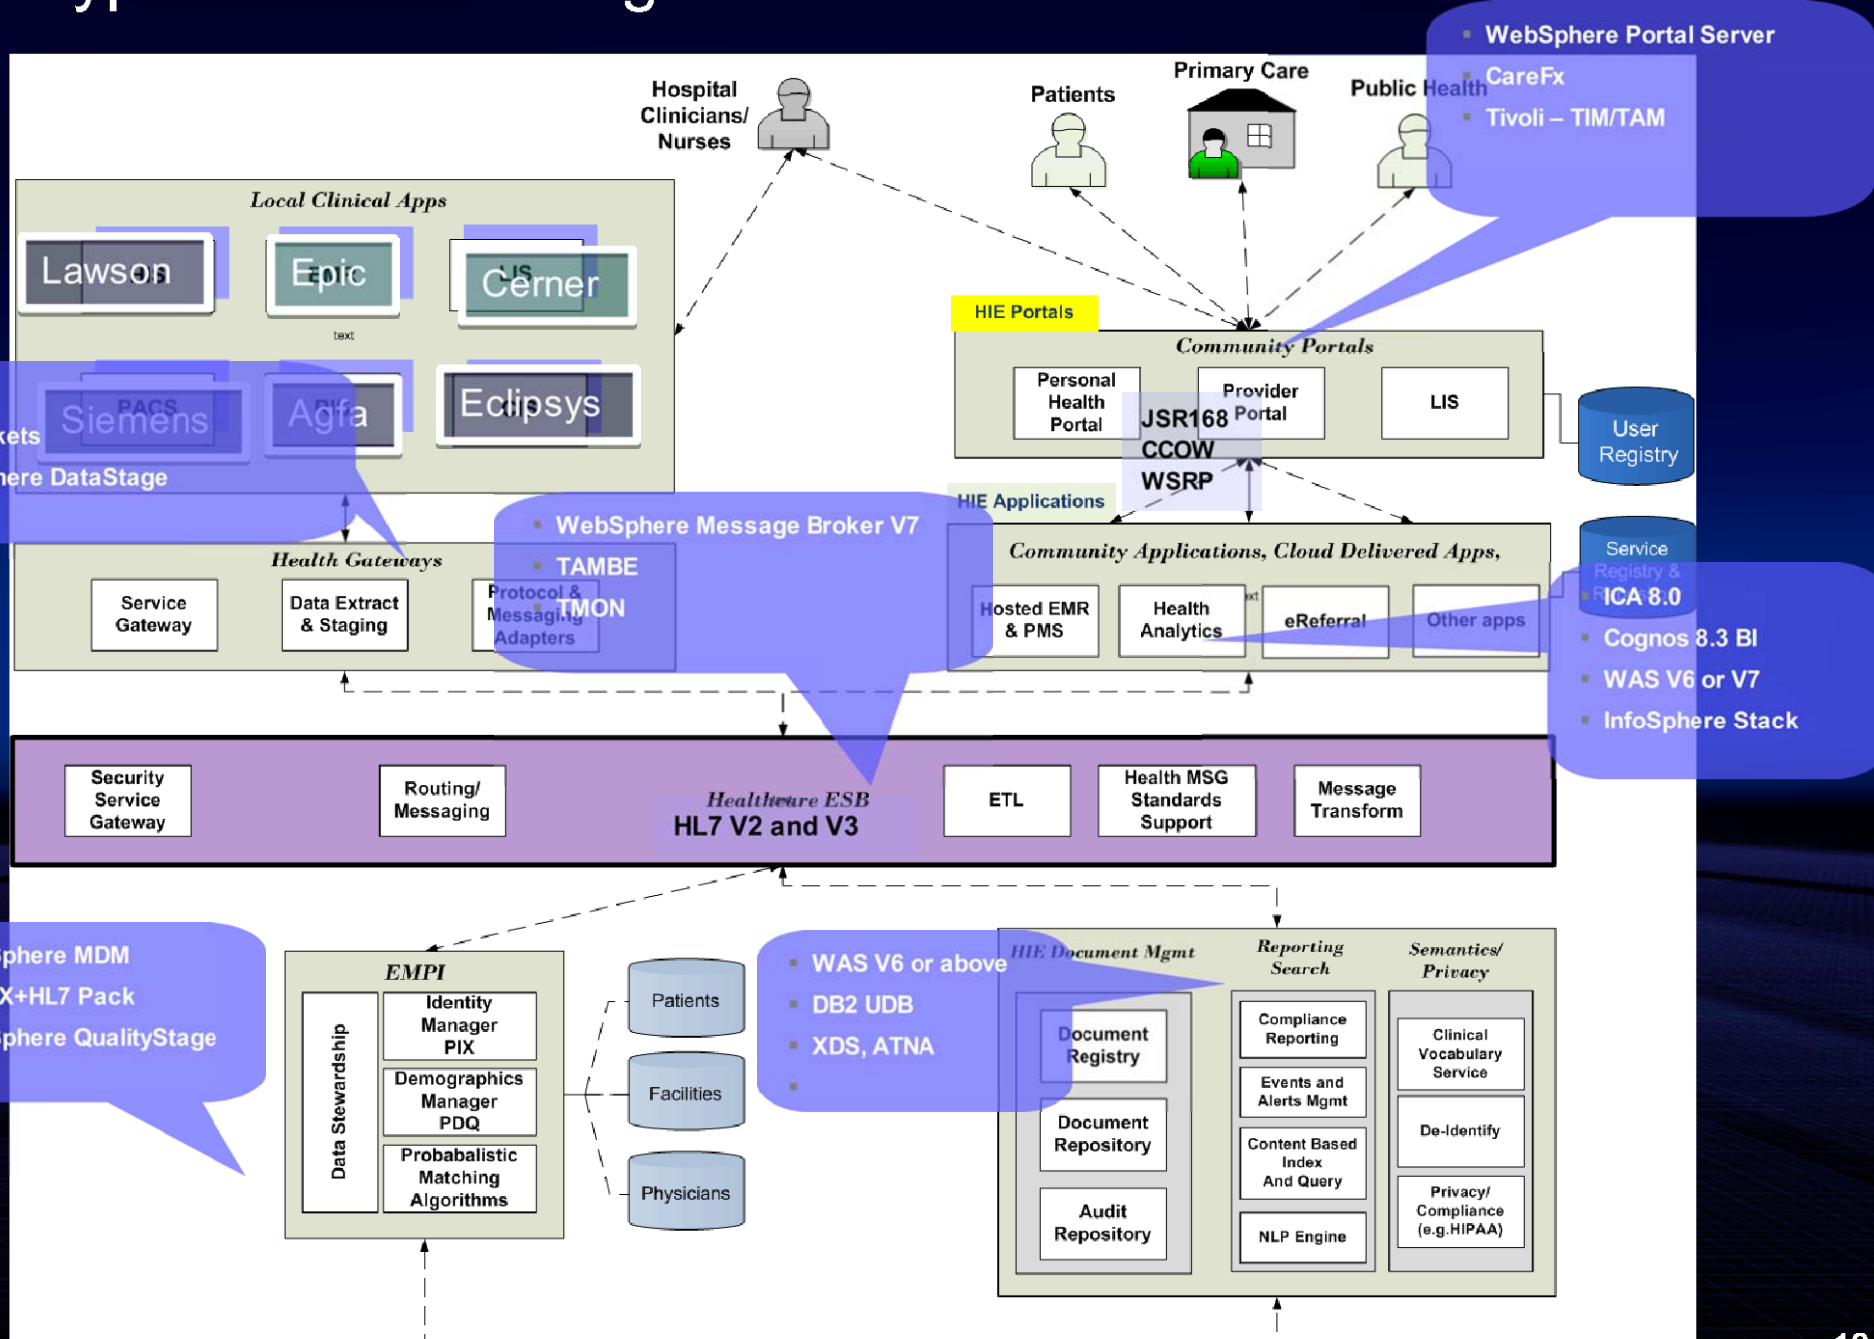 WebSphere Portal Server
CareFx
Tivoli – TIM/TAM
Hospital
Clinicians/
Nurses
Patients
Primary Care
Public Health
Local Clinical Apps
Lawson
Epic
Cerner
LIS
text
PACS
Siemens
Agfa
Eclipsys
DataStage
HIE Portals
Community Portals
Personal
Health
Portal
Provider
Portal
LIS
JSR168
CCOW
WSRP
User
Registry
HIE Applications
Community Applications, Cloud Delivered Apps,
Hosted EMR
& PMS
Health
Analytics
eReferral
Other apps
Service
Registry &
ICA 8.0
Cognos 8.3 BI
WAS V6 or V7
InfoSphere Stack
WebSphere Message Broker V7
TAMBE
TMON
Health Gateways
Service
Gateway
Data Extract
& Staging
Protocol &
Messaging
Adapters
Security
Service
Gateway
Routing/
Messaging
Healthcare ESB
HL7 V2 and V3
ETL
Health MSG
Standards
Support
Message
Transform
MDM
X+HL7 Pack
QualityStage
EMPI
Data Stewardship
Identity
Manager
PIX
Demographics
Manager
PDQ
Probabalistic
Matching
Algorithms
Patients
Facilities
Physicians
WAS V6 or above
DB2 UDB
XDS, ATNA
HIE Document Mgmt
Document
Registry
Document
Repository
Audit
Repository
Reporting
Search
Compliance
Reporting
Events and
Alerts Mgmt
Content Based
Index
And Query
NLP Engine
Semantics/
Privacy
Clinical
Vocabulary
Service
De-Identify
Privacy/
Compliance
(e.g.HIPAA)